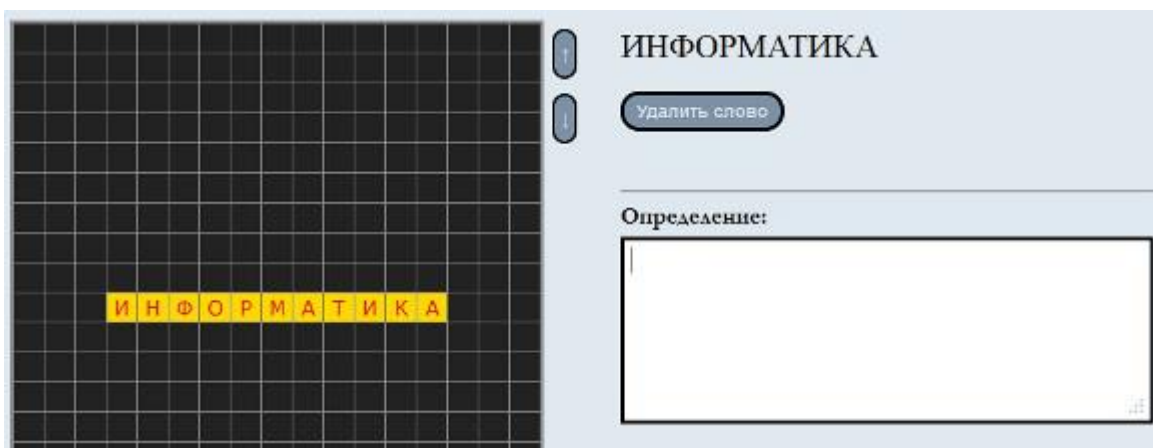 ИНФОРМАТИКА
↑
↓
ИНФОРМАТИКА
Удалить слово
Определение: